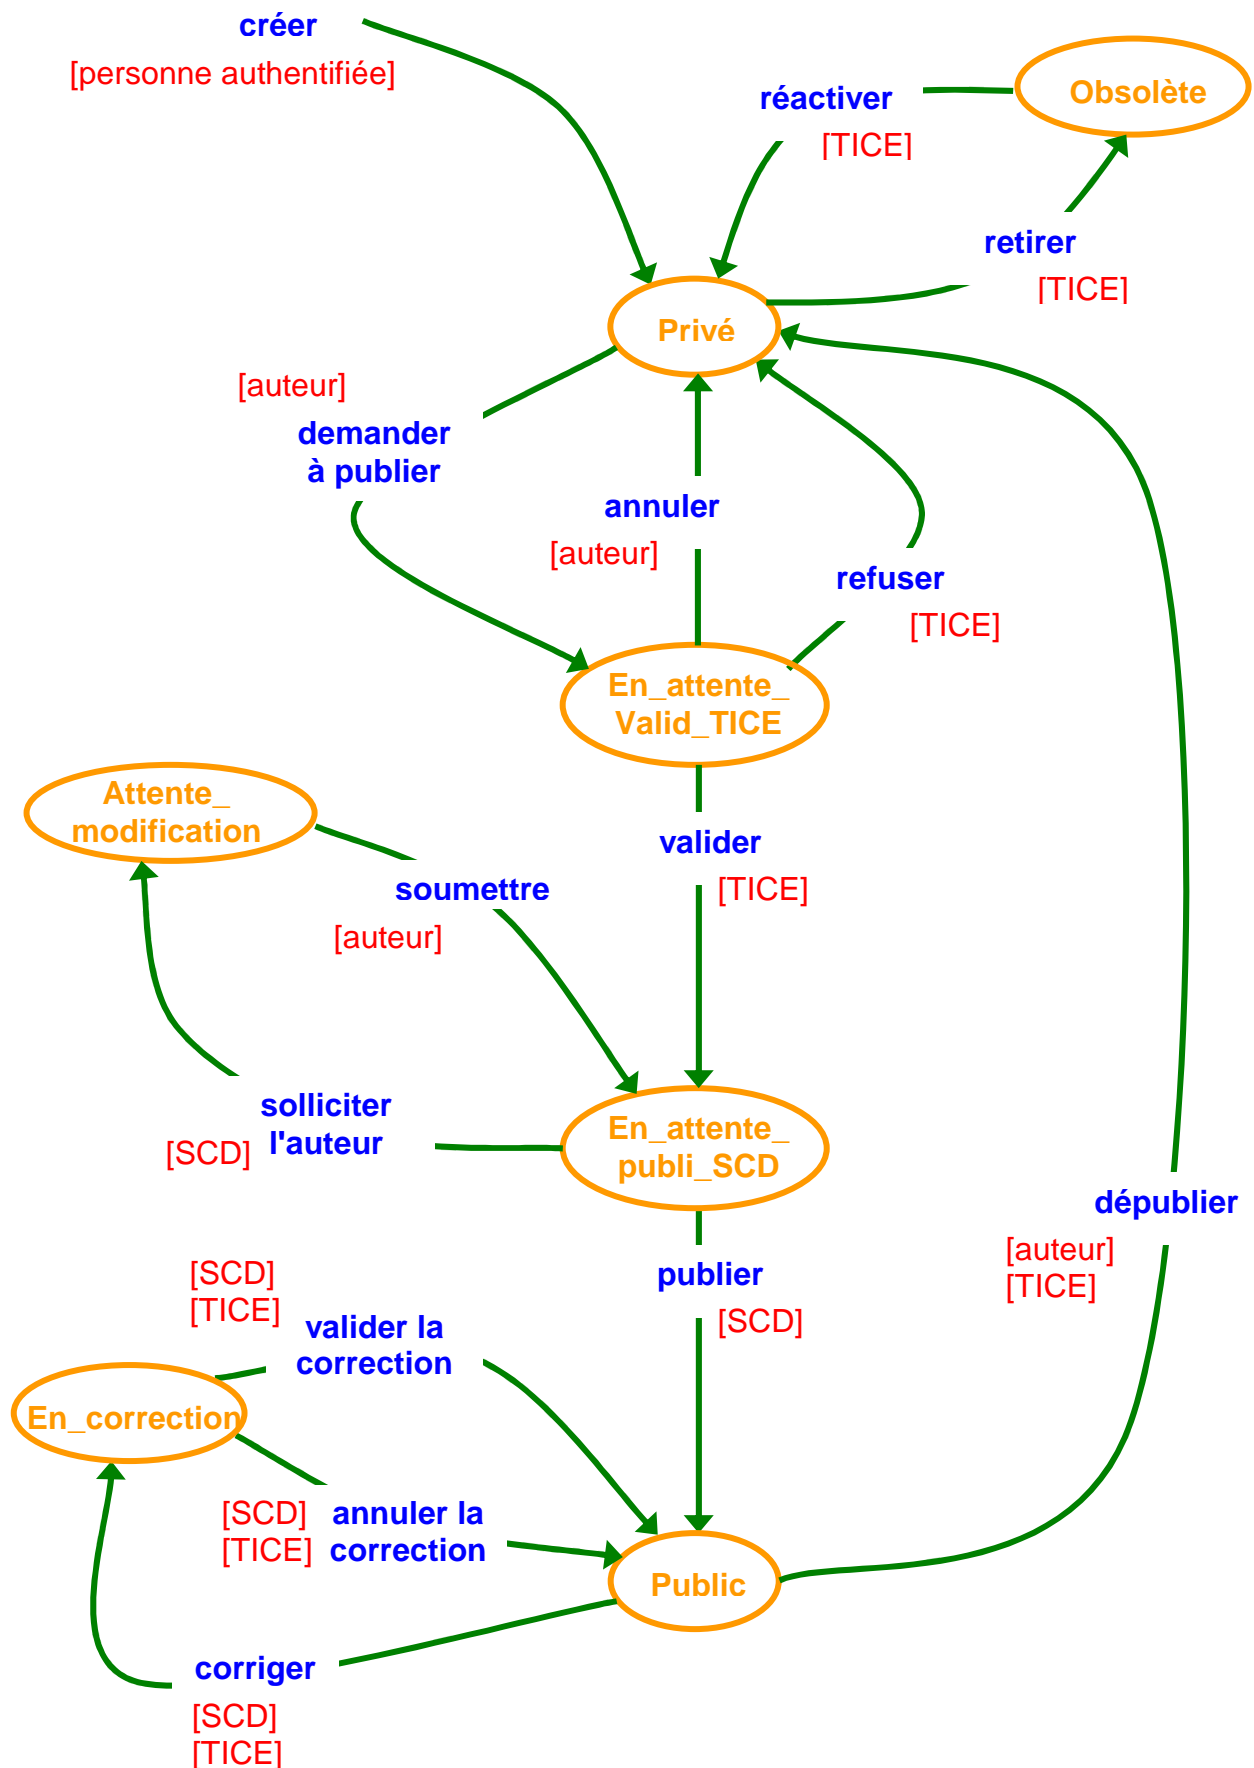 créer
[personne authentifiée]
réactiver
[TICE]
Obsolète
retirer
[TICE]
Privé
[auteur]
demander
à publier
annuler
[auteur]
refuser
[TICE]
En_attente_
Valid_TICE
Attente_
modification
valider
[TICE]
soumettre
[auteur]
solliciter
l'auteur
[SCD]
En_attente_
publi_SCD
dépublier
[auteur]
[TICE]
publier
[SCD]
[SCD]
[TICE]
valider la
correction
En_correction
[SCD]
[TICE]
annuler la
correction
Public
corriger
[SCD]
[TICE]